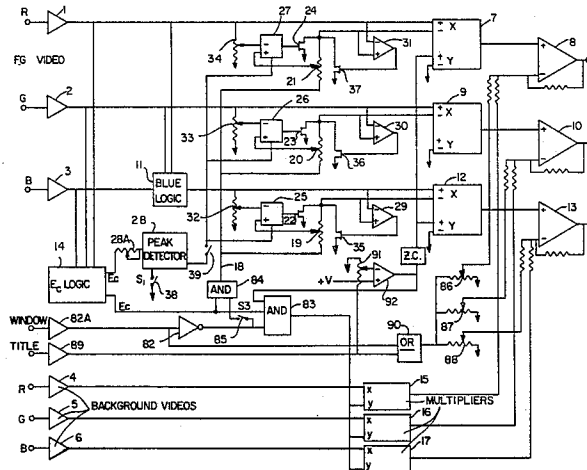 R 1 27 24 7 8
FG VIDEO
34 21 31 37 X Y
G 2 26 9 10
33 23 20 30 36 X Y
B 3 11 BLUE LOGIC 25 12 13
32 22 19 29 35 X Y
14 28A 28 PEAK DETECTOR 39 18 91 Z.C. 86
EC LOGIC Ec S1 38 +V 92 87
Ec AND 84 S3 AND 83 90 OR 88
WINDOW 82A 82 85
TITLE 89
R 4 x y 15
BACKGROUND VIDEOS MULTIPLIERS
G 5 x y 16
B 6 x y 17